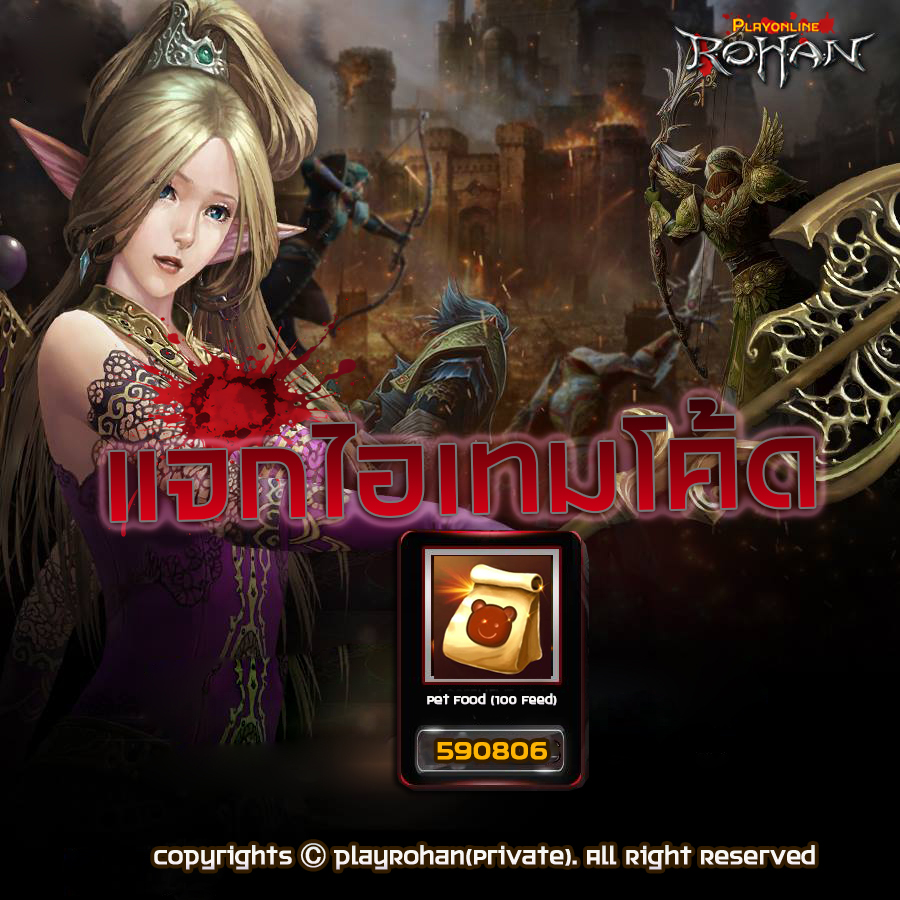 PLAYONLINE
ROHAN
แจกไอเทมโค้ด
Pet Food (100 Feed)
590806
copyrights © PlayRohan(Private). All Right Reserved